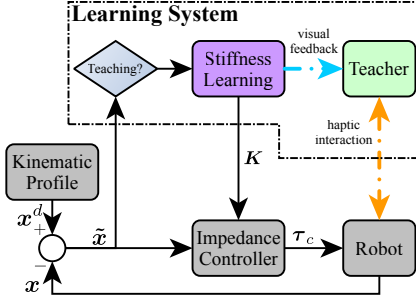 Learning System
Teaching?
Stiffness
Learning
visual
feedback
Teacher
haptic
interaction
K
Kinematic
Profile
x^d
+
x̃
Impedance
Controller
τ_c
Robot
−
x